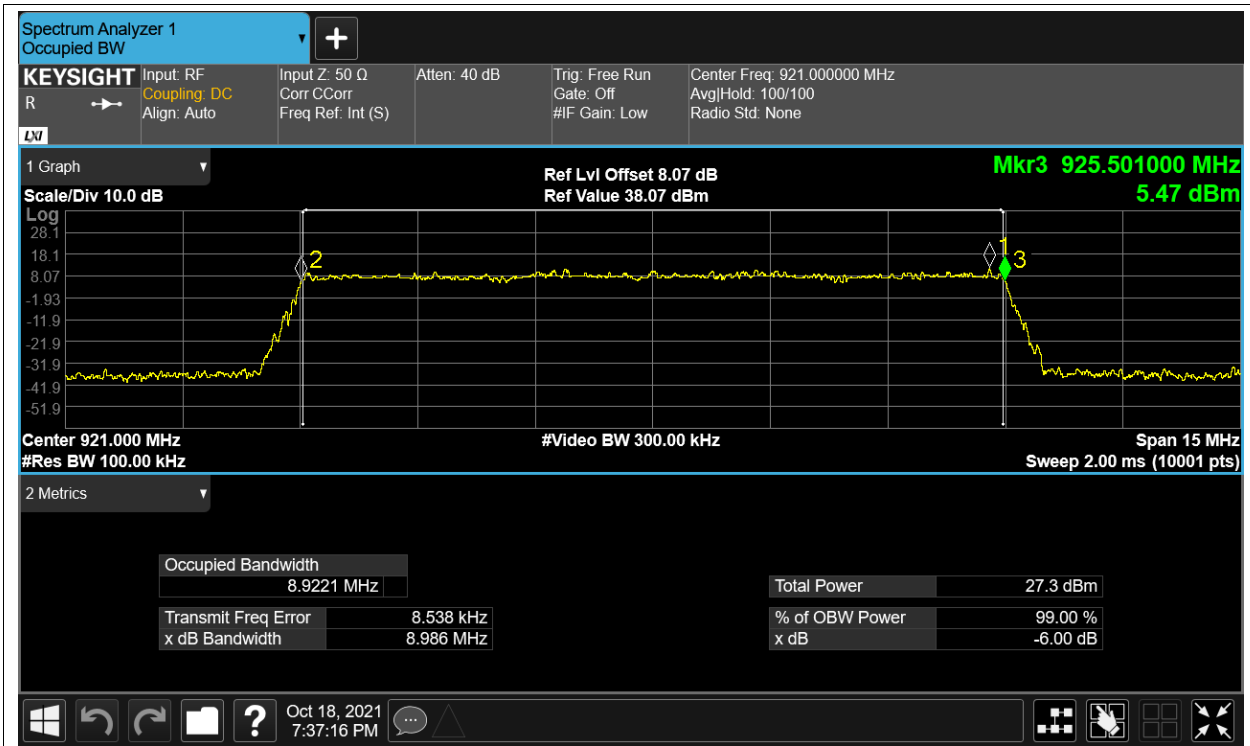 Spectrum Analyzer 1
Occupied BW
KEYSIGHT
R
LXI
Input: RF
Coupling: DC
Align: Auto
Input Z: 50 Ω
Corr CCorr
Freq Ref: Int (S)
Atten: 40 dB
Trig: Free Run
Gate: Off
#IF Gain: Low
Center Freq: 921.000000 MHz
Avg|Hold: 100/100
Radio Std: None
1 Graph
Scale/Div 10.0 dB
Ref Lvl Offset 8.07 dB
Ref Value 38.07 dBm
Mkr3 925.501000 MHz
5.47 dBm
Log
28.1
18.1
8.07
-1.93
-11.9
-21.9
-31.9
-41.9
-51.9
2
1
3
Center 921.000 MHz
#Res BW 100.00 kHz
#Video BW 300.00 kHz
Span 15 MHz
Sweep 2.00 ms (10001 pts)
2 Metrics
Occupied Bandwidth
8.9221 MHz
Transmit Freq Error 8.538 kHz
x dB Bandwidth 8.986 MHz
Total Power 27.3 dBm
% of OBW Power 99.00 %
x dB -6.00 dB
?
Oct 18, 2021
7:37:16 PM